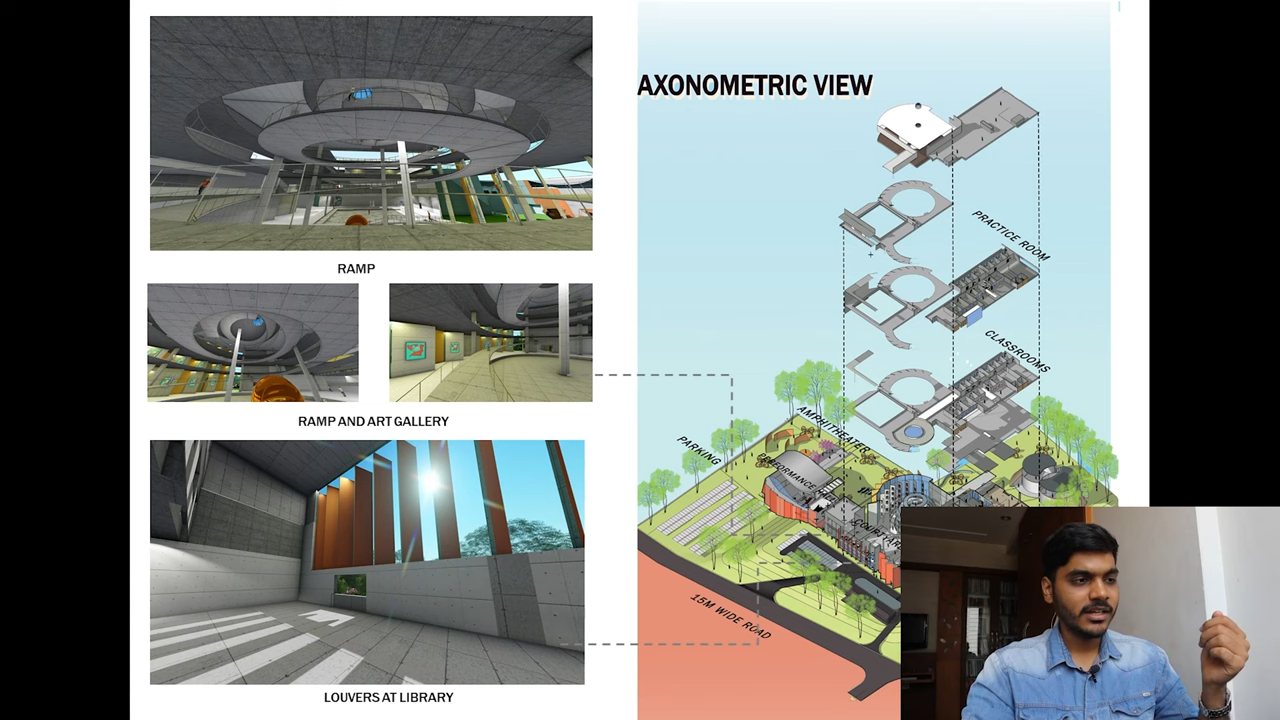 AXONOMETRIC VIEW
RAMP
RAMP AND ART GALLERY
LOUVERS AT LIBRARY
PRACTICE ROOM
CLASSROOMS
AMPHITHEATER
PARKING
PERFORMANCE
15M WIDE ROAD